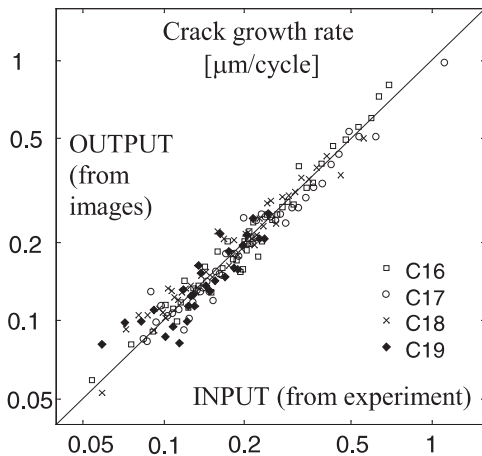 Crack growth rate
[μm/cycle]
1
0.5
0.2
0.1
0.05
OUTPUT
(from
images)
C16
C17
C18
C19
INPUT (from experiment)
0.05 0.1 0.2 0.5 1